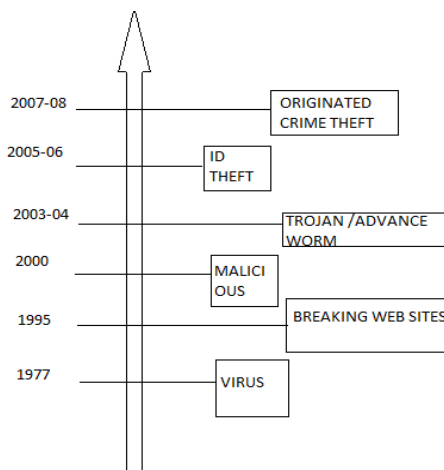 2007-08
ORIGINATED
CRIME THEFT
2005-06
ID
THEFT
2003-04
TROJAN /ADVANCE
WORM
2000
MALICI
OUS
1995
BREAKING WEB SITES
1977
VIRUS